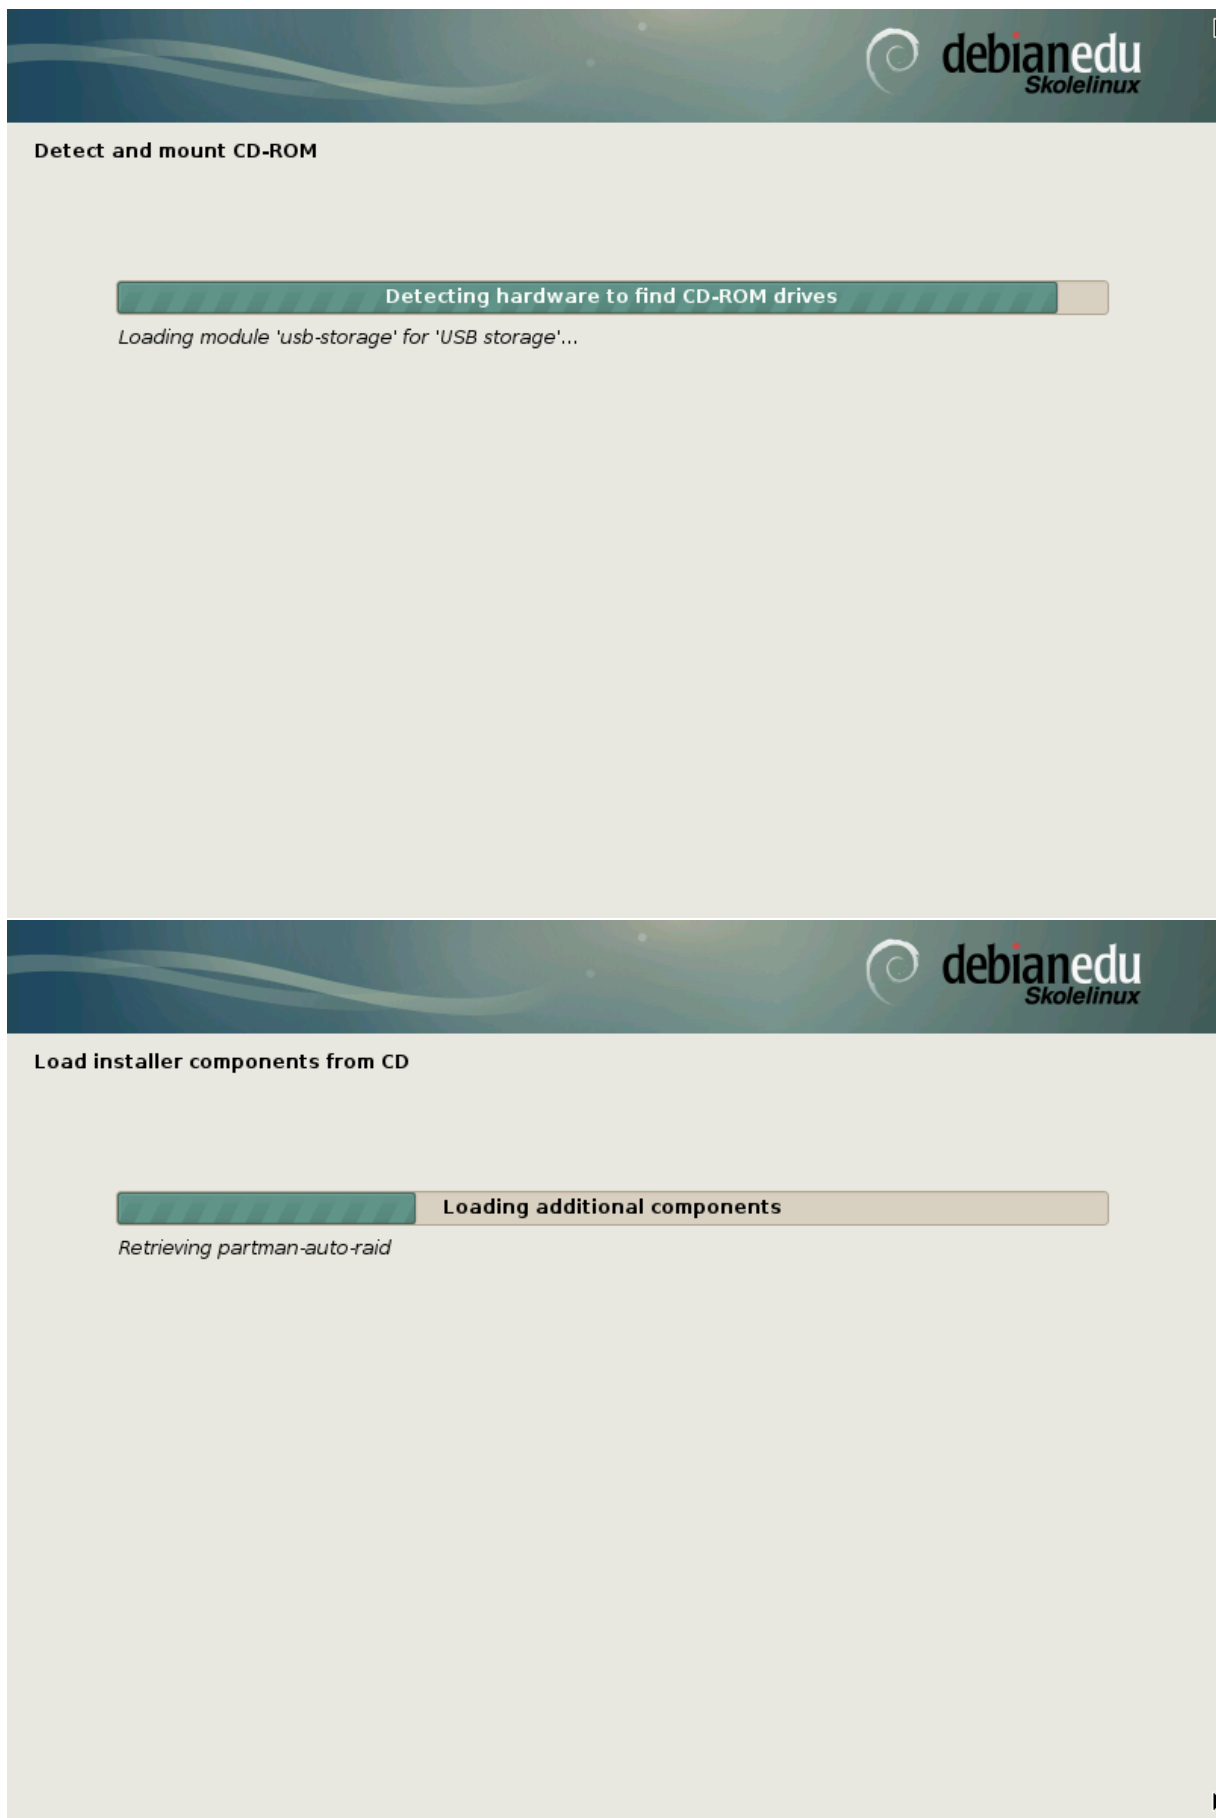 debianedu
Skolelinux
Detect and mount CD-ROM
Detecting hardware to find CD-ROM drives
Loading module 'usb-storage' for 'USB storage'...
debianedu
Skolelinux
Load installer components from CD
Loading additional components
Retrieving partman-auto-raid